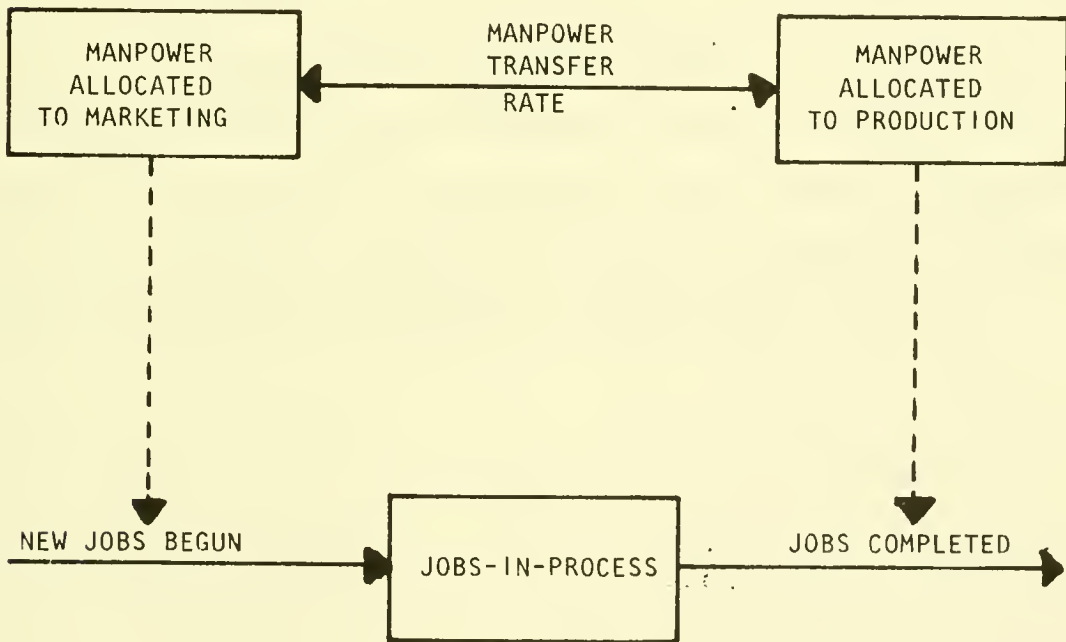 MANPOWER
ALLOCATED
TO MARKETING
MANPOWER
TRANSFER
RATE
MANPOWER
ALLOCATED
TO PRODUCTION
NEW JOBS BEGUN
JOBS-IN-PROCESS
JOBS COMPLETED